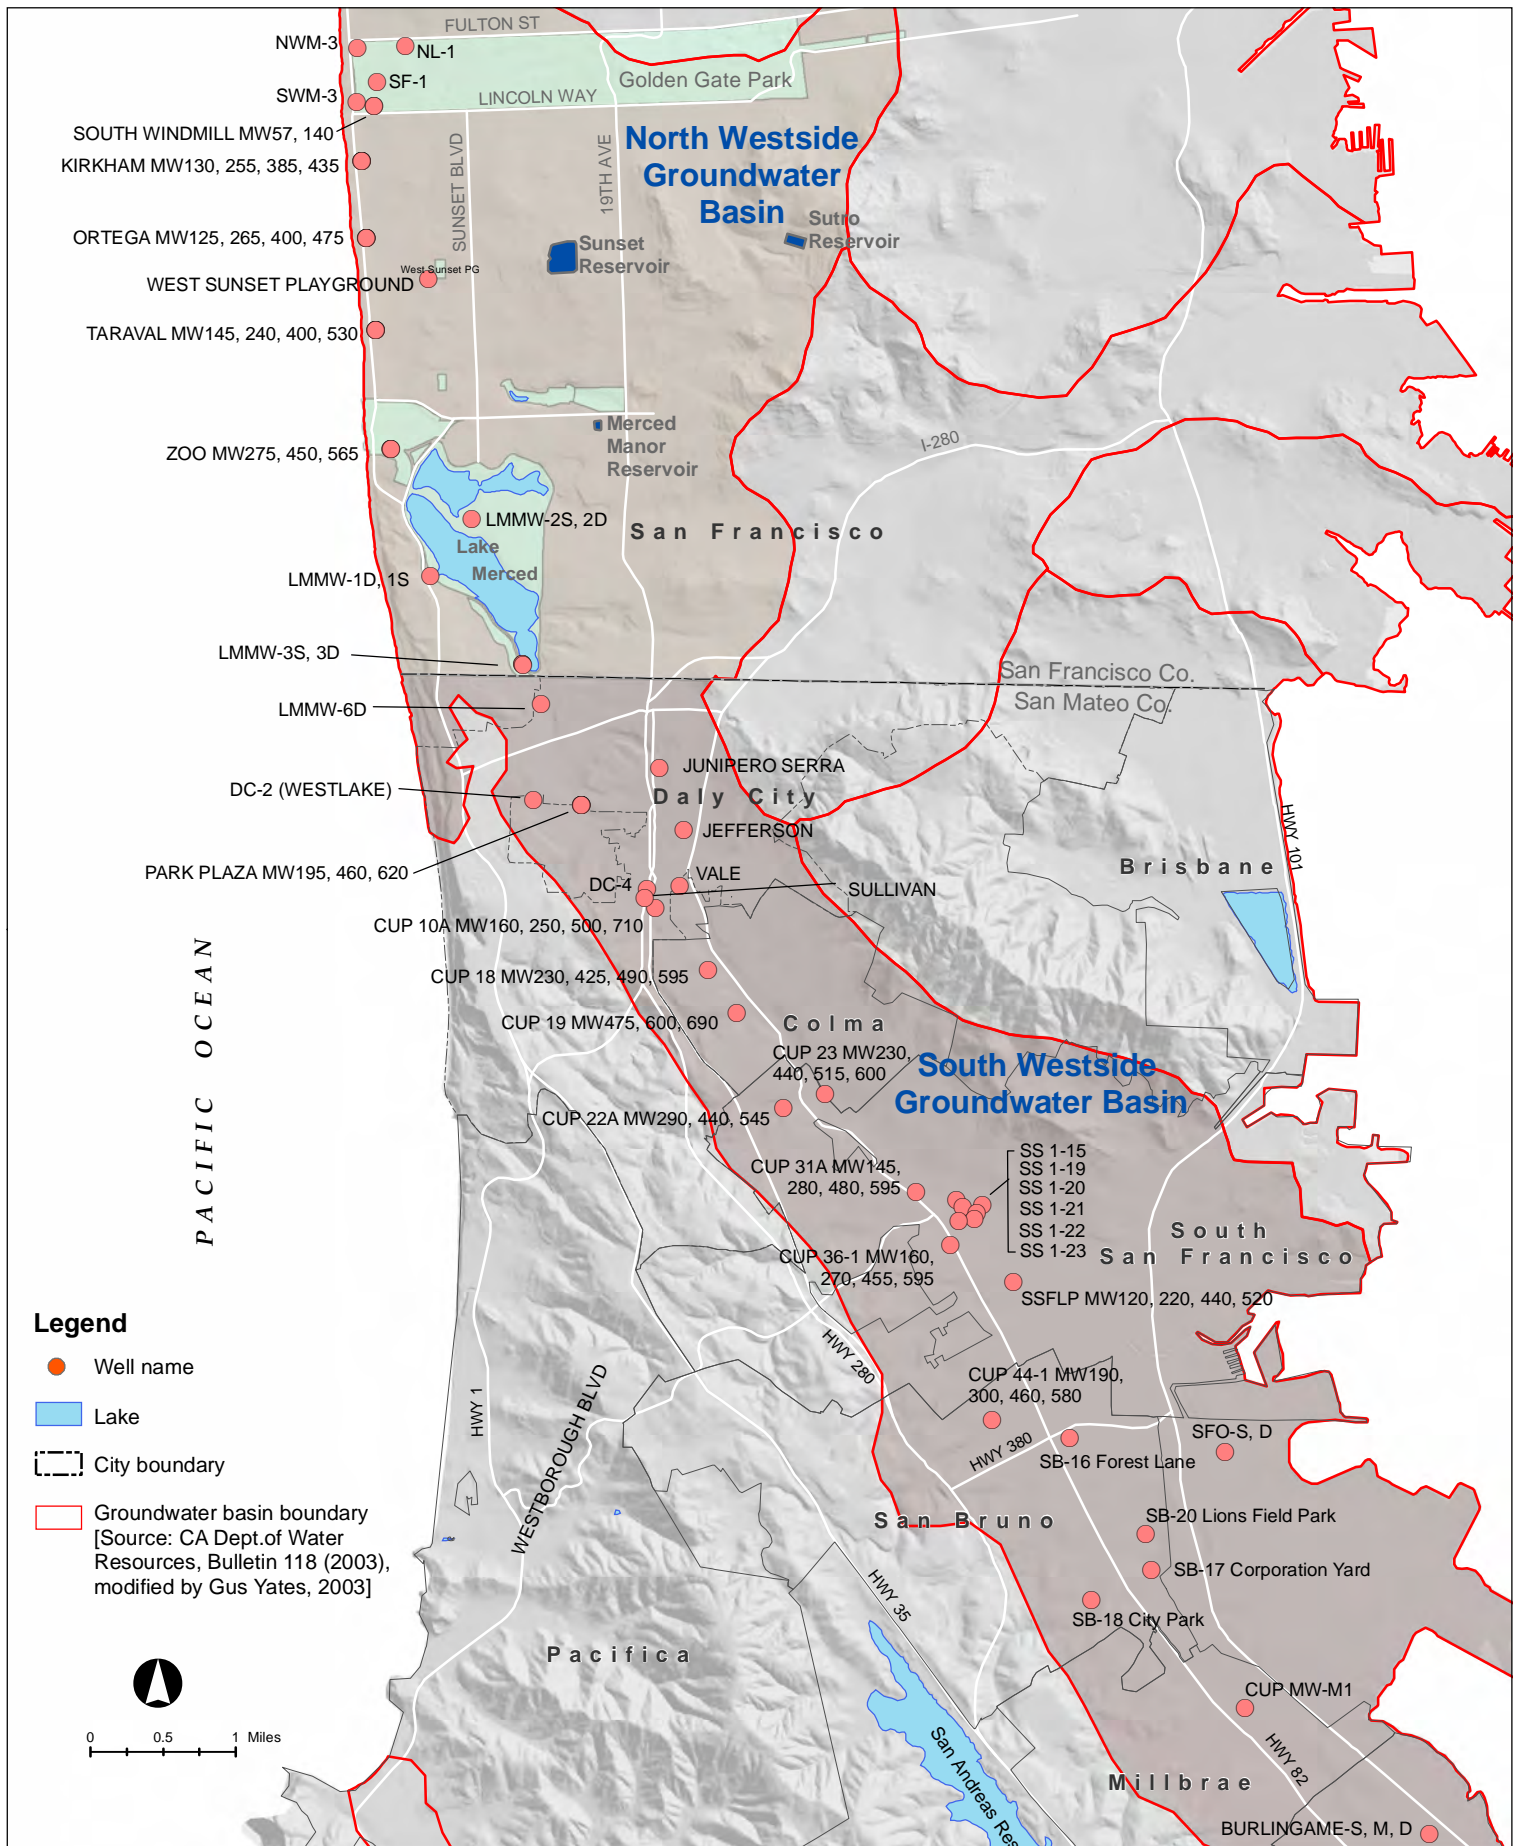 FULTON ST
NWM-3
NL-1
SF-1
Golden Gate Park
SWM-3
LINCOLN WAY
SOUTH WINDMILL MW57, 140
KIRKHAM MW130, 255, 385, 435
SUNSET BLVD
19TH AVE
North Westside
Groundwater
Basin
Sutro
Reservoir
ORTEGA MW125, 265, 400, 475
Sunset
Reservoir
West Sunset PG
WEST SUNSET PLAYGROUND
TARAVAL MW145, 240, 400, 530
Merced
Manor
Reservoir
I-280
ZOO MW275, 450, 565
LMMW-2S, 2D
San Francisco
Lake
Merced
LMMW-1D, 1S
LMMW-3S, 3D
San Francisco Co.
San Mateo Co.
LMMW-6D
JUNIPERO SERRA
DC-2 (WESTLAKE)
Daly City
JEFFERSON
HWY 101
Brisbane
PARK PLAZA MW195, 460, 620
DC-4
VALE
SULLIVAN
CUP 10A MW160, 250, 500, 710
PACIFIC OCEAN
CUP 18 MW230, 425, 490, 595
CUP 19 MW475, 600, 690
Colma
CUP 23 MW230,
440, 515, 600
South Westside
Groundwater Basin
CUP 22A MW290, 440, 545
CUP 31A MW145,
280, 480, 595
SS 1-15
SS 1-19
SS 1-20
SS 1-21
SS 1-22
SS 1-23
South
San Francisco
CUP 36-1 MW160,
270, 455, 595
SSFLP MW120, 220, 440, 520
HWY 280
CUP 44-1 MW190,
300, 460, 580
HWY 1
WESTBOROUGH BLVD
HWY 380
SFO-S, D
SB-16 Forest Lane
San Bruno
SB-20 Lions Field Park
SB-17 Corporation Yard
HWY 35
SB-18 City Park
Pacifica
CUP MW-M1
San Andreas Res
HWY 82
Millbrae
BURLINGAME-S, M, D
Legend
Well name
Lake
City boundary
Groundwater basin boundary
[Source: CA Dept.of Water
Resources, Bulletin 118 (2003),
modified by Gus Yates, 2003]
0 0.5 1 Miles